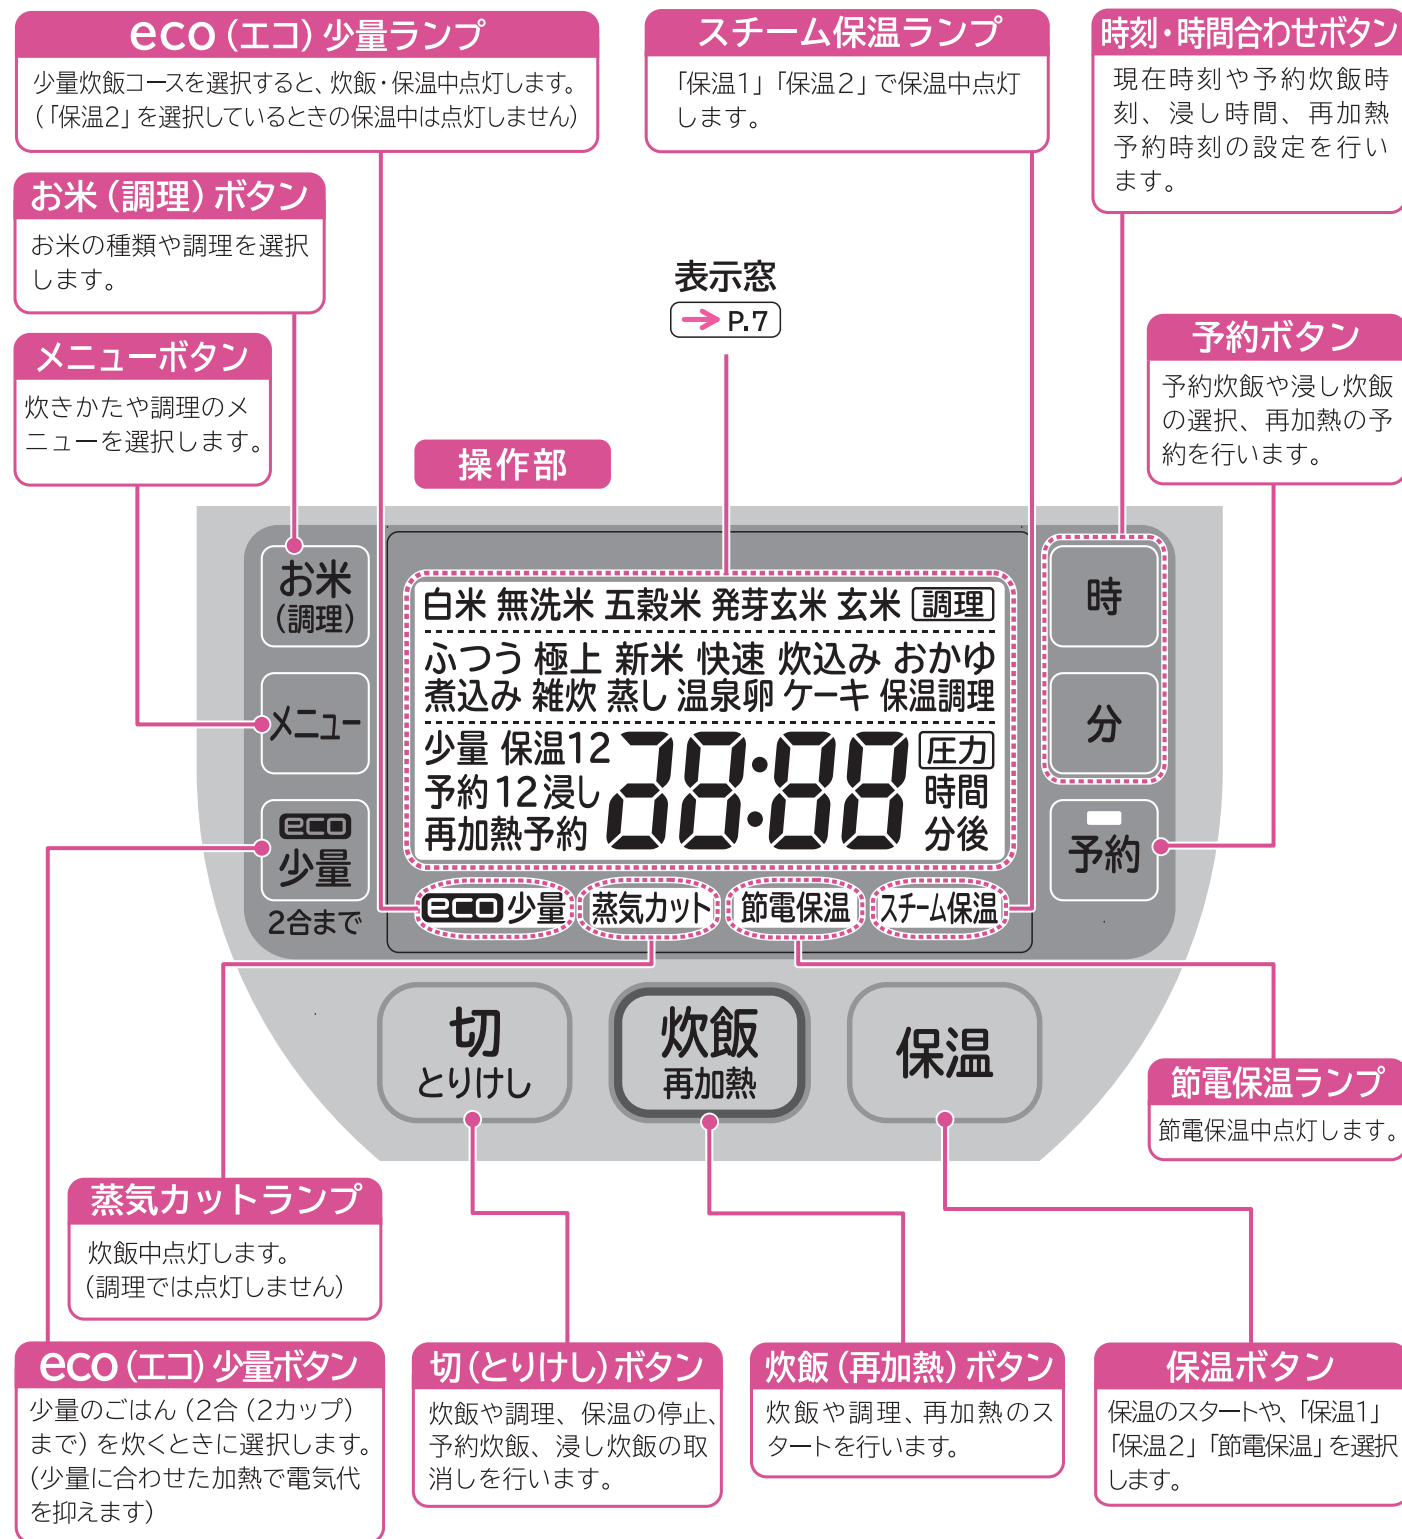 eco（エコ）少量ランプ
少量炊飯コースを選択すると、炊飯・保温中点灯します。
（「保温2」を選択しているときの保温中は点灯しません）
スチーム保温ランプ
「保温1」「保温2」で保温中点灯
します。
時刻・時間合わせボタン
現在時刻や予約炊飯時
刻、浸し時間、再加熱
予約時刻の設定を行い
ます。
お米（調理）ボタン
お米の種類や調理を選択
します。
表示窓
→ P.7
メニューボタン
炊きかたや調理のメ
ニューを選択します。
予約ボタン
予約炊飯や浸し炊飯
の選択、再加熱の予
約を行います。
操作部
お米
（調理）
メニュー
eco
少量
2合まで
白米 無洗米 五穀米 発芽玄米 玄米 調理
ふつう 極上 新米 快速 炊込み おかゆ
煮込み 雑炊 蒸し 温泉卵 ケーキ 保温調理
少量 保温12
予約12浸し
再加熱予約
38:88
圧力
時間
分後
eco少量 蒸気カット 節電保温 スチーム保温
時
分
予約
切
とりけし
炊飯
再加熱
保温
節電保温ランプ
節電保温中点灯します。
蒸気カットランプ
炊飯中点灯します。
（調理では点灯しません）
eco（エコ）少量ボタン
少量のごはん（2合（2カップ）
まで）を炊くときに選択します。
（少量に合わせた加熱で電気代
を抑えます）
切（とりけし）ボタン
炊飯や調理、保温の停止、
予約炊飯、浸し炊飯の取
消しを行います。
炊飯（再加熱）ボタン
炊飯や調理、再加熱のス
タートを行います。
保温ボタン
保温のスタートや、「保温1」
「保温2」「節電保温」を選択
します。